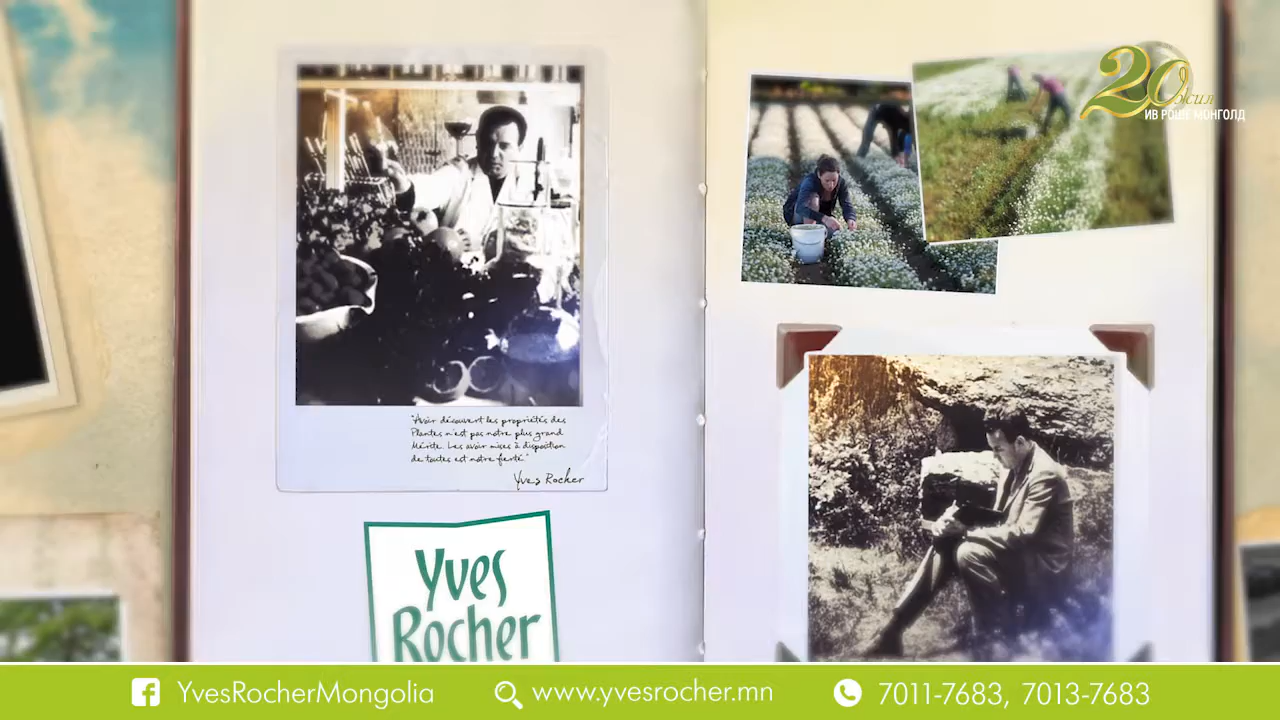 20 жил
ИВ РОШЕ МОНГОЛД
"Avoir découvert les propriétés des
Plantes n'est pas notre plus grand
Mérite. Les avoir mises à disposition
de toutes est notre fierté."
Yves Rocher
Yves
Rocher
YvesRocherMongolia
www.yvesrocher.mn
7011-7683, 7013-7683